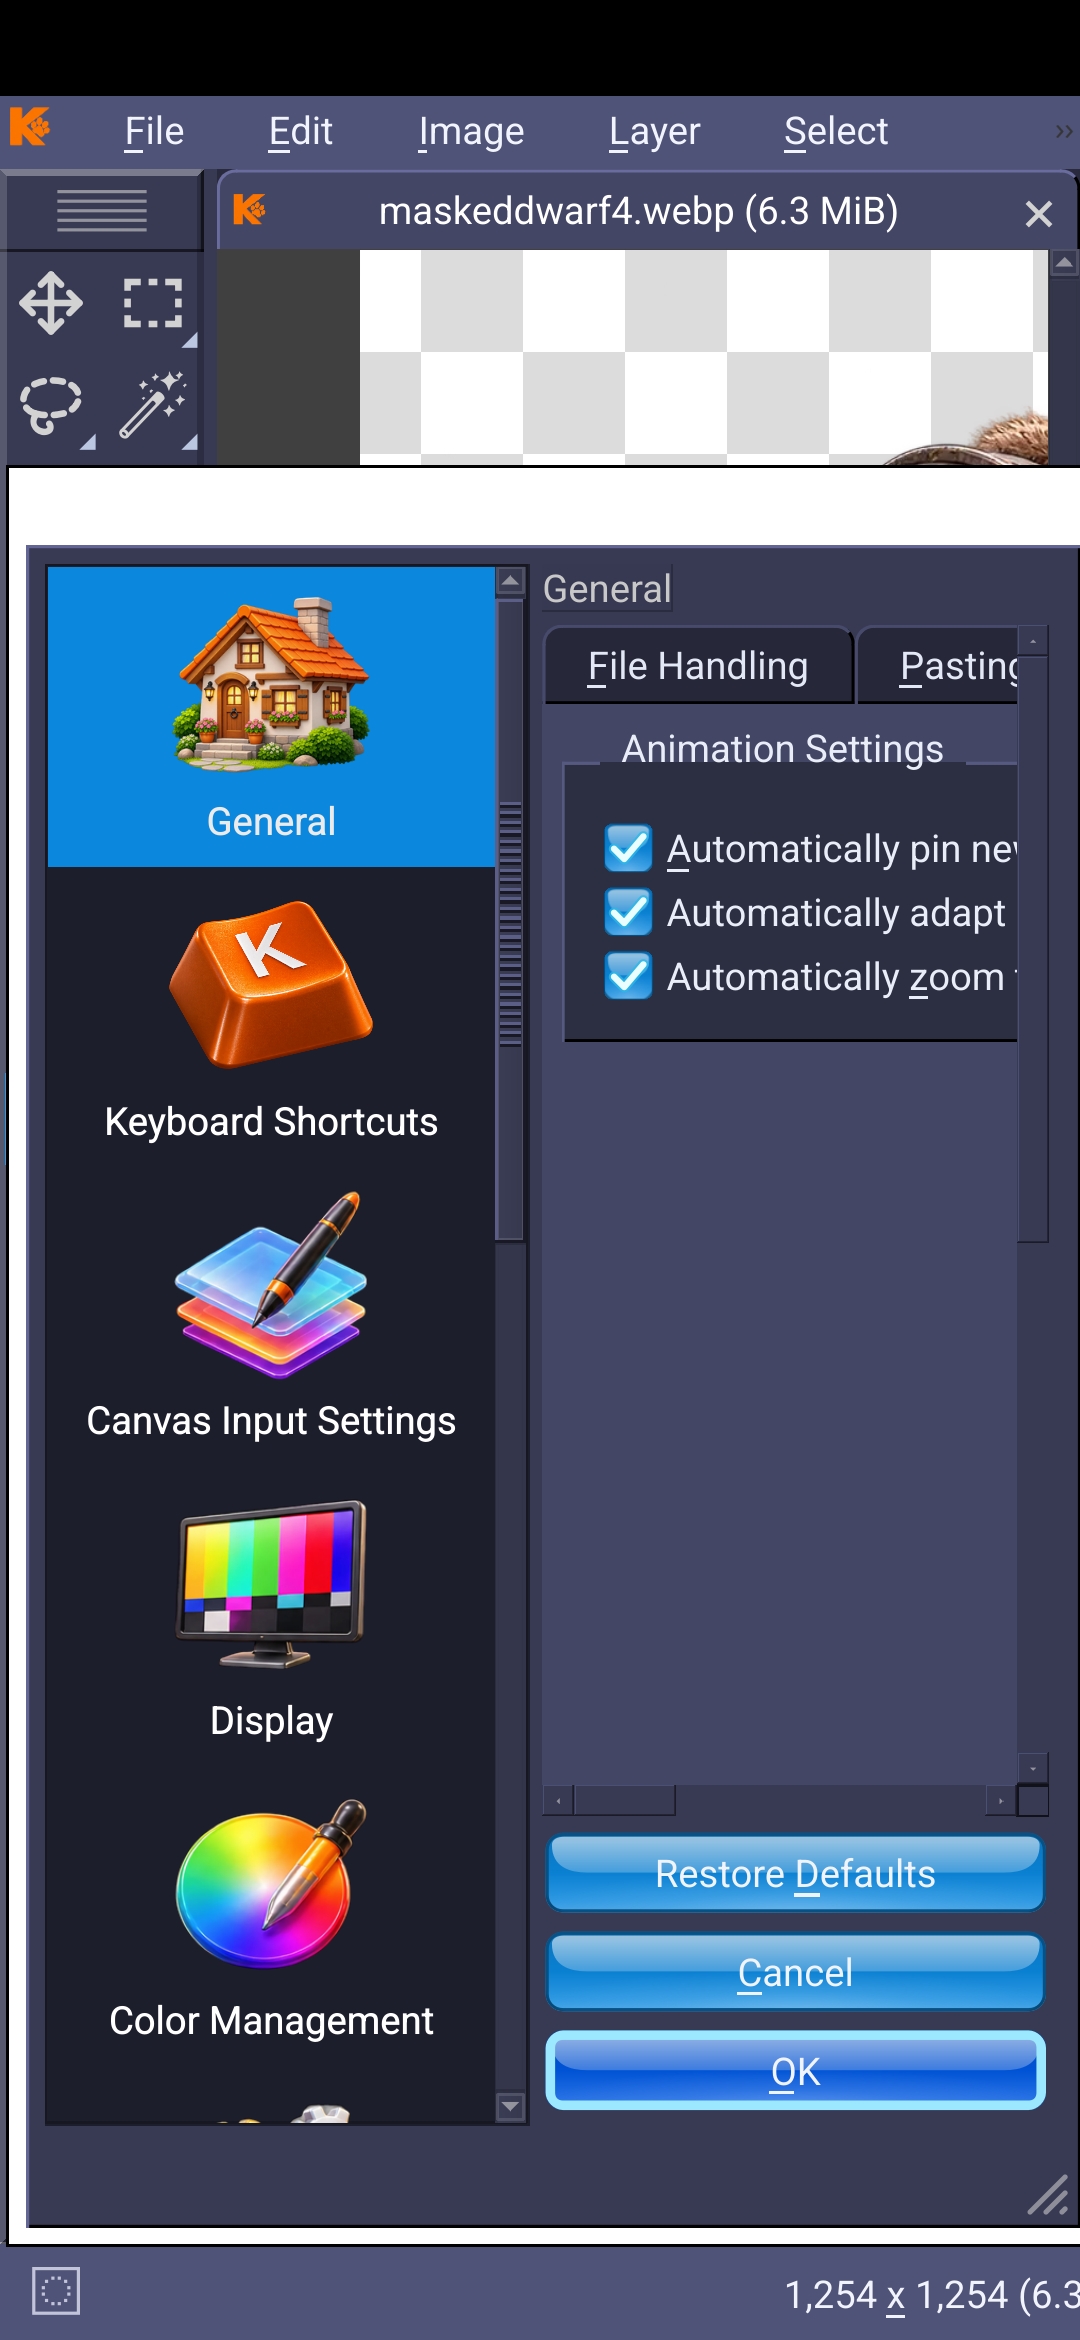 File Edit Image Layer Select »
maskeddwarf4.webp (6.3 MiB)
General
General
Keyboard Shortcuts
Canvas Input Settings
Display
Color Management
File Handling
Pasting
Animation Settings
Automatically pin
Automatically adapt
Automatically zoom
Restore Defaults
Cancel
OK
K
1,254 x 1,254 (6.3